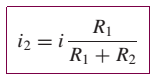 i₂ = i R₁ / (R₁ + R₂)